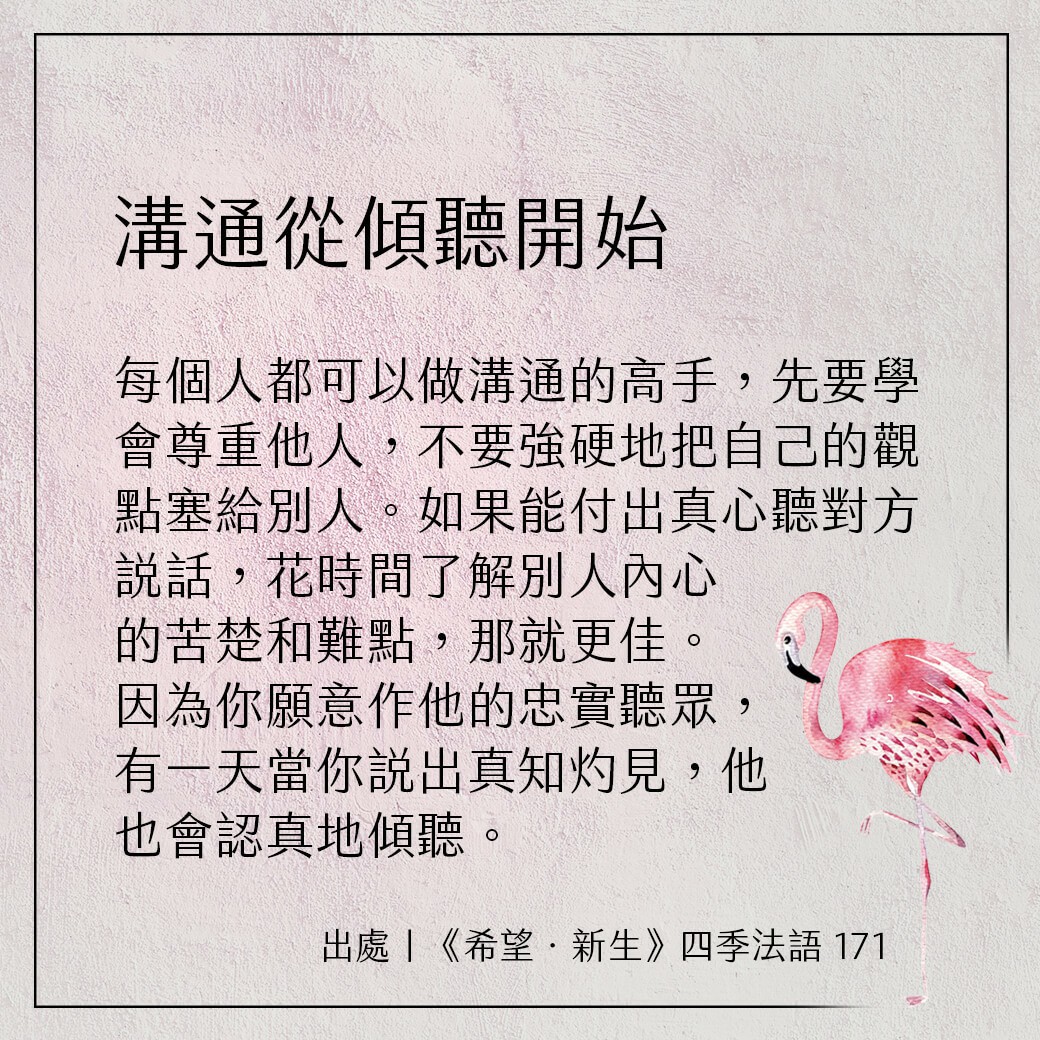 溝通從傾聽開始
每個人都可以做溝通的高手，先要學
會尊重他人，不要強硬地把自己的觀
點塞給別人。如果能付出真心聽對方
説話，花時間了解別人內心
的苦楚和難點，那就更佳。
因為你願意作他的忠實聽眾，
有一天當你説出真知灼見，他
也會認真地傾聽。
出處｜《希望．新生》四季法語 171